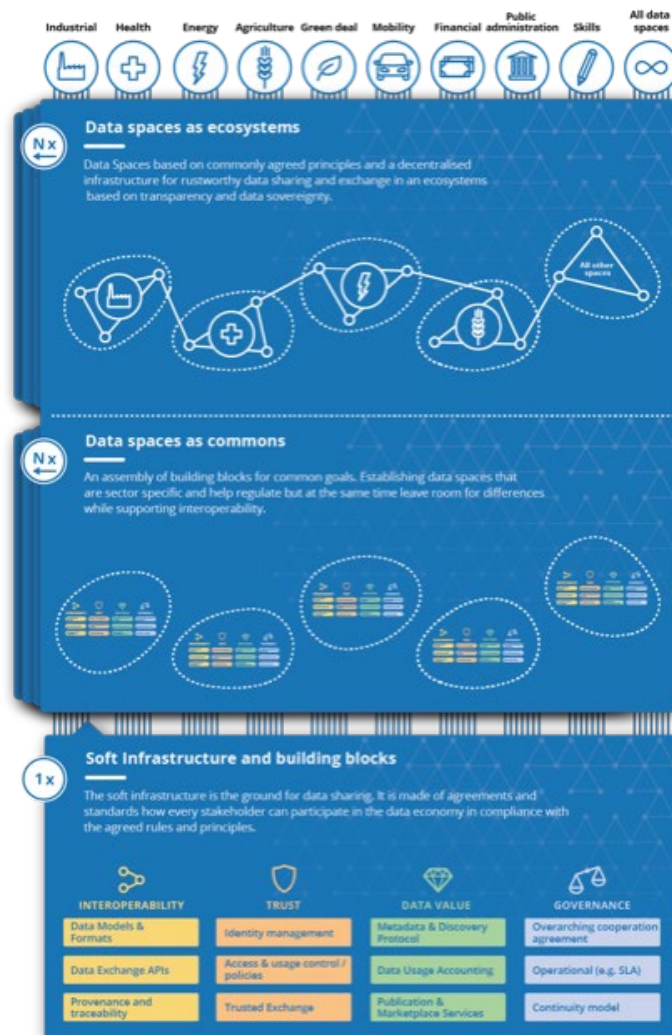 Industrial Health Energy Agriculture Green deal Mobility Financial Public administration Skills All data spaces
N x
Data spaces as ecosystems
Data Spaces based on commonly agreed principles and a decentralised
infrastructure for rustworthy data sharing and exchange in an ecosystems
based on transparency and data sovereignty.
All other
spaces
N x
Data spaces as commons
An assembly of building blocks for common goals. Establishing data spaces that
are sector specific and help regulate but at the same time leave room for differences
while supporting interoperability.
1 x
Soft Infrastructure and building blocks
The soft infrastructure is the ground for data sharing. It is made of agreements and
standards how every stakeholder can participate in the data economy in compliance with
the agreed rules and principles.
INTEROPERABILITY TRUST DATA VALUE GOVERNANCE
Data Models &
Formats
Identity management
Metadata & Discovery
Protocol
Overarching cooperation
agreement
Data Exchange APIs
Access & usage control /
policies
Data Usage Accounting
Operational (e.g. SLA)
Provenance and
traceability
Trusted Exchange
Publication &
Marketplace Services
Continuity model